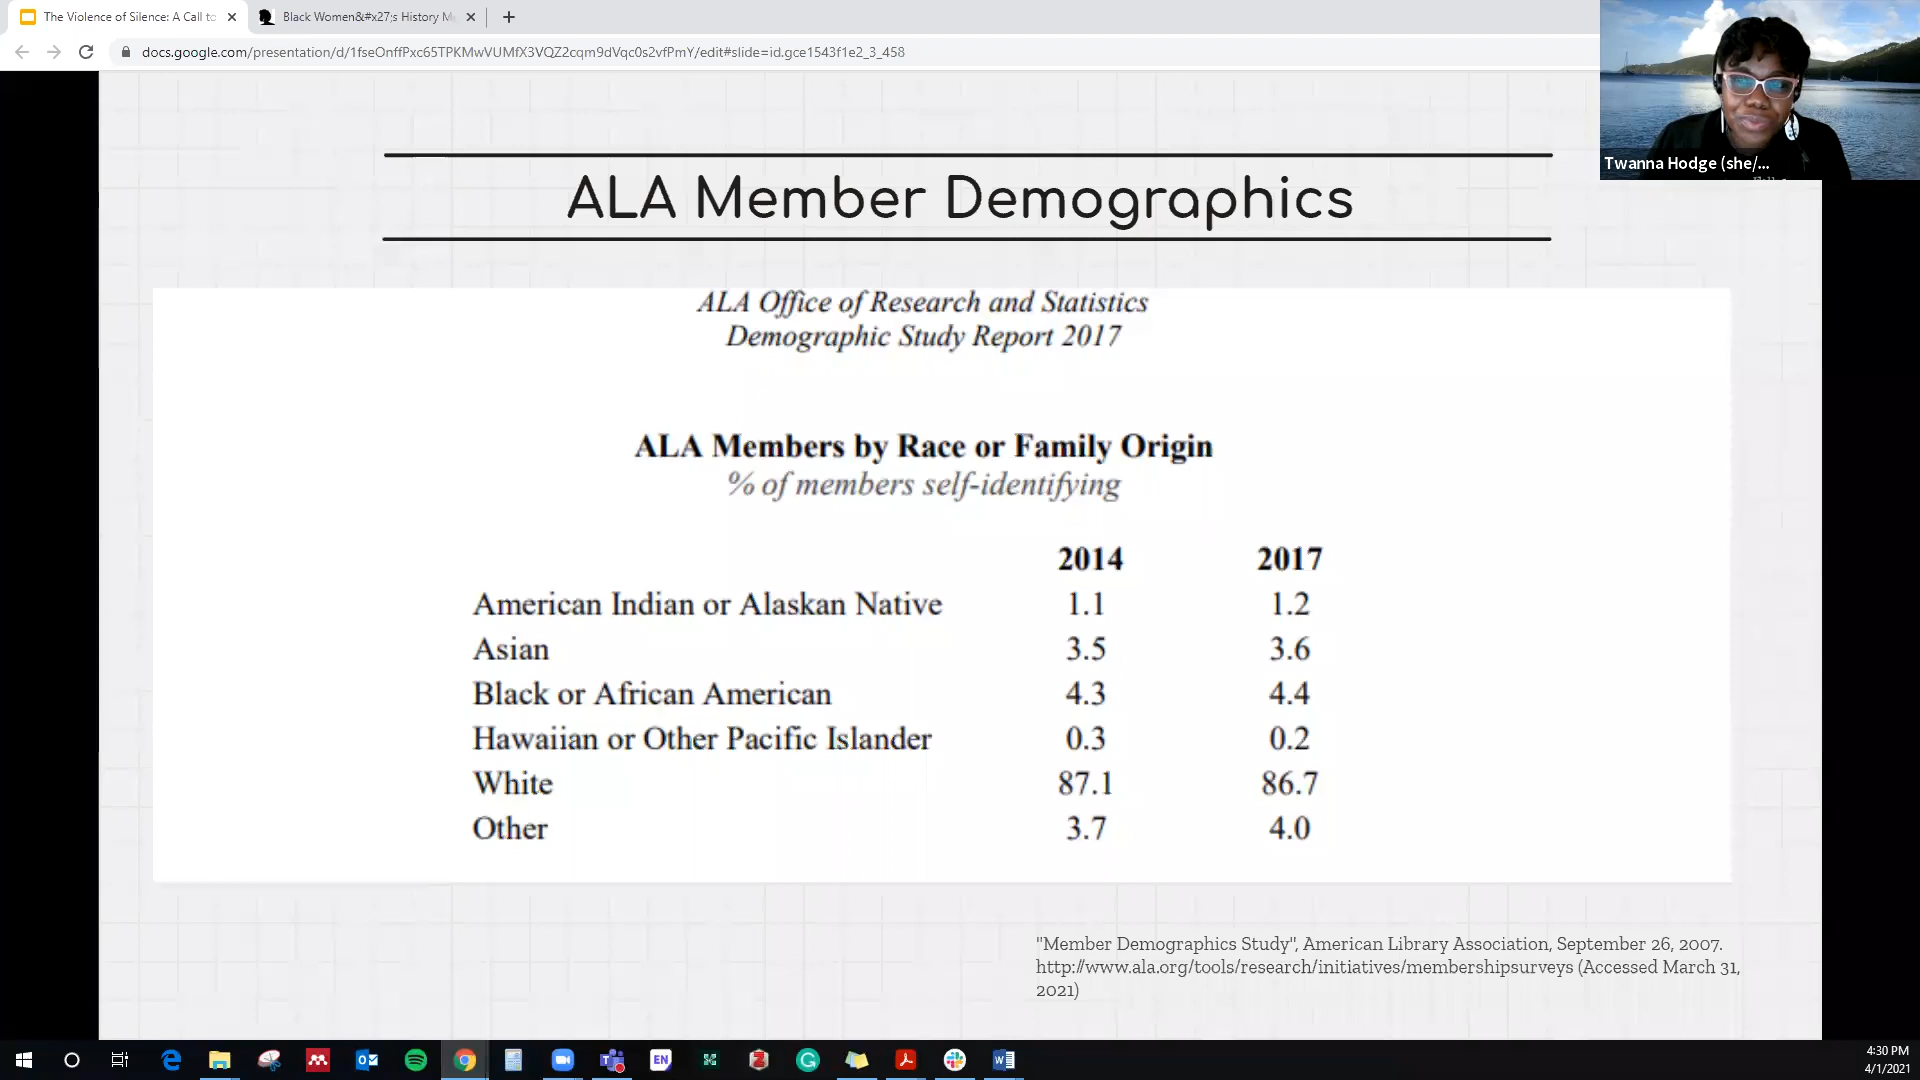 The Violence of Silence: A Call to
Black Women&#x27;s History M
docs.google.com/presentation/d/1fseOnffPxc65TPKMwVUMfX3VQZ2cqm9dVqc0s2vfPmY/edit#slide=id.gce1543f1e2_3_458
Twanna Hodge (she/...
ALA Member Demographics
ALA Office of Research and Statistics
Demographic Study Report 2017
ALA Members by Race or Family Origin
% of members self-identifying
2014 2017
American Indian or Alaskan Native 1.1 1.2
Asian 3.5 3.6
Black or African American 4.3 4.4
Hawaiian or Other Pacific Islander 0.3 0.2
White 87.1 86.7
Other 3.7 4.0
"Member Demographics Study", American Library Association, September 26, 2007.
http://www.ala.org/tools/research/initiatives/membershipsurveys (Accessed March 31,
2021)
EN
4:30 PM
4/1/2021